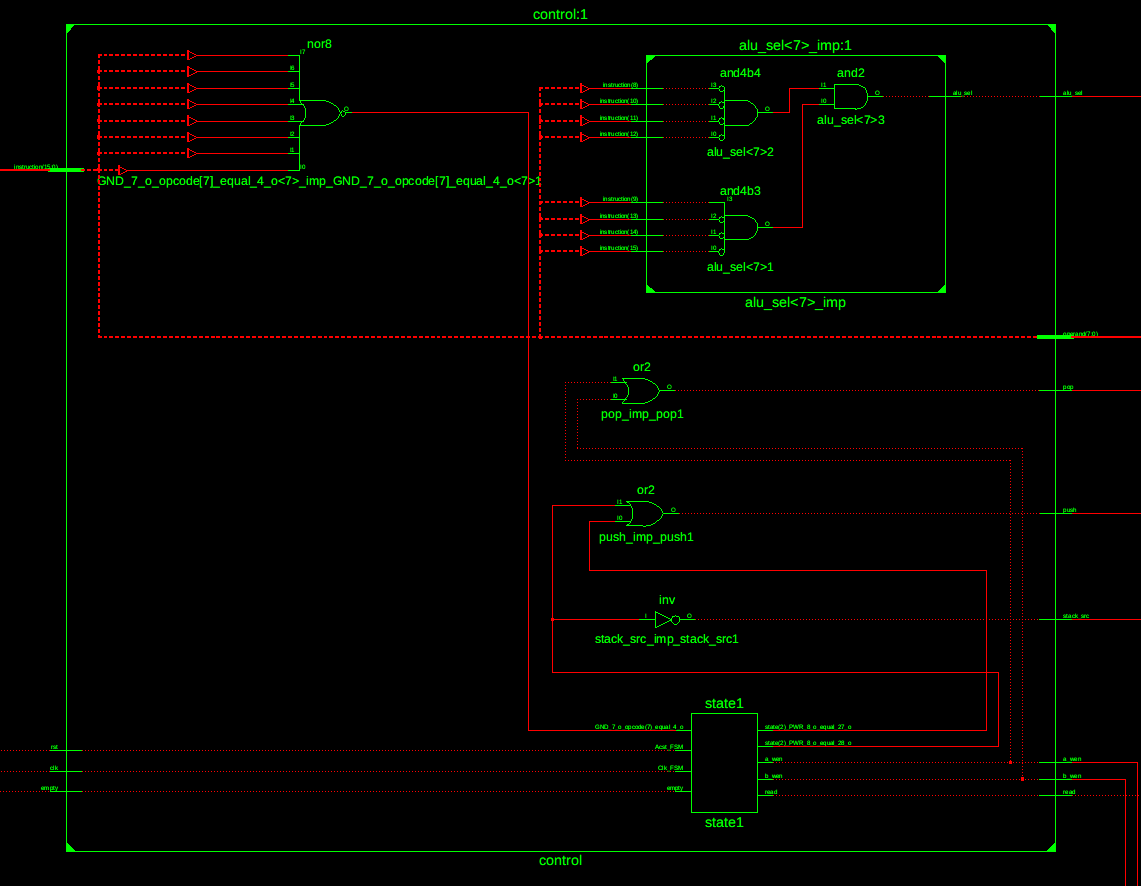 control:1
nor8
I7
I6
I5
I4
O
I3
I2
I1
I0
instruction(15:0)
GND_7_o_opcode[7]_equal_4_o<7>_imp_GND_7_o_opcode[7]_equal_4_o<7>1
alu_sel<7>_imp:1
and4b4
and2
instruction(8)
I3
I1
O
alu_sel
alu_sel
instruction(10)
I2
O
I0
instruction(11)
I1
alu_sel<7>3
instruction(12)
I0
alu_sel<7>2
and4b3
instruction(9)
I3
instruction(13)
I2
O
instruction(14)
I1
instruction(15)
I0
alu_sel<7>1
alu_sel<7>_imp
operand(7:0)
or2
I1
O
pop
I0
pop_imp_pop1
or2
I1
O
push
I0
push_imp_push1
inv
I
O
stack_src
stack_src_imp_stack_src1
state1
GND_7_o_opcode(7)_equal_4_o
state(2)_PWR_8_o_equal_27_o
rst
state(2)_PWR_8_o_equal_28_o
a_wen
a_wen
clk
Clk_FSM
b_wen
b_wen
empty
empty
read
read
state1
control